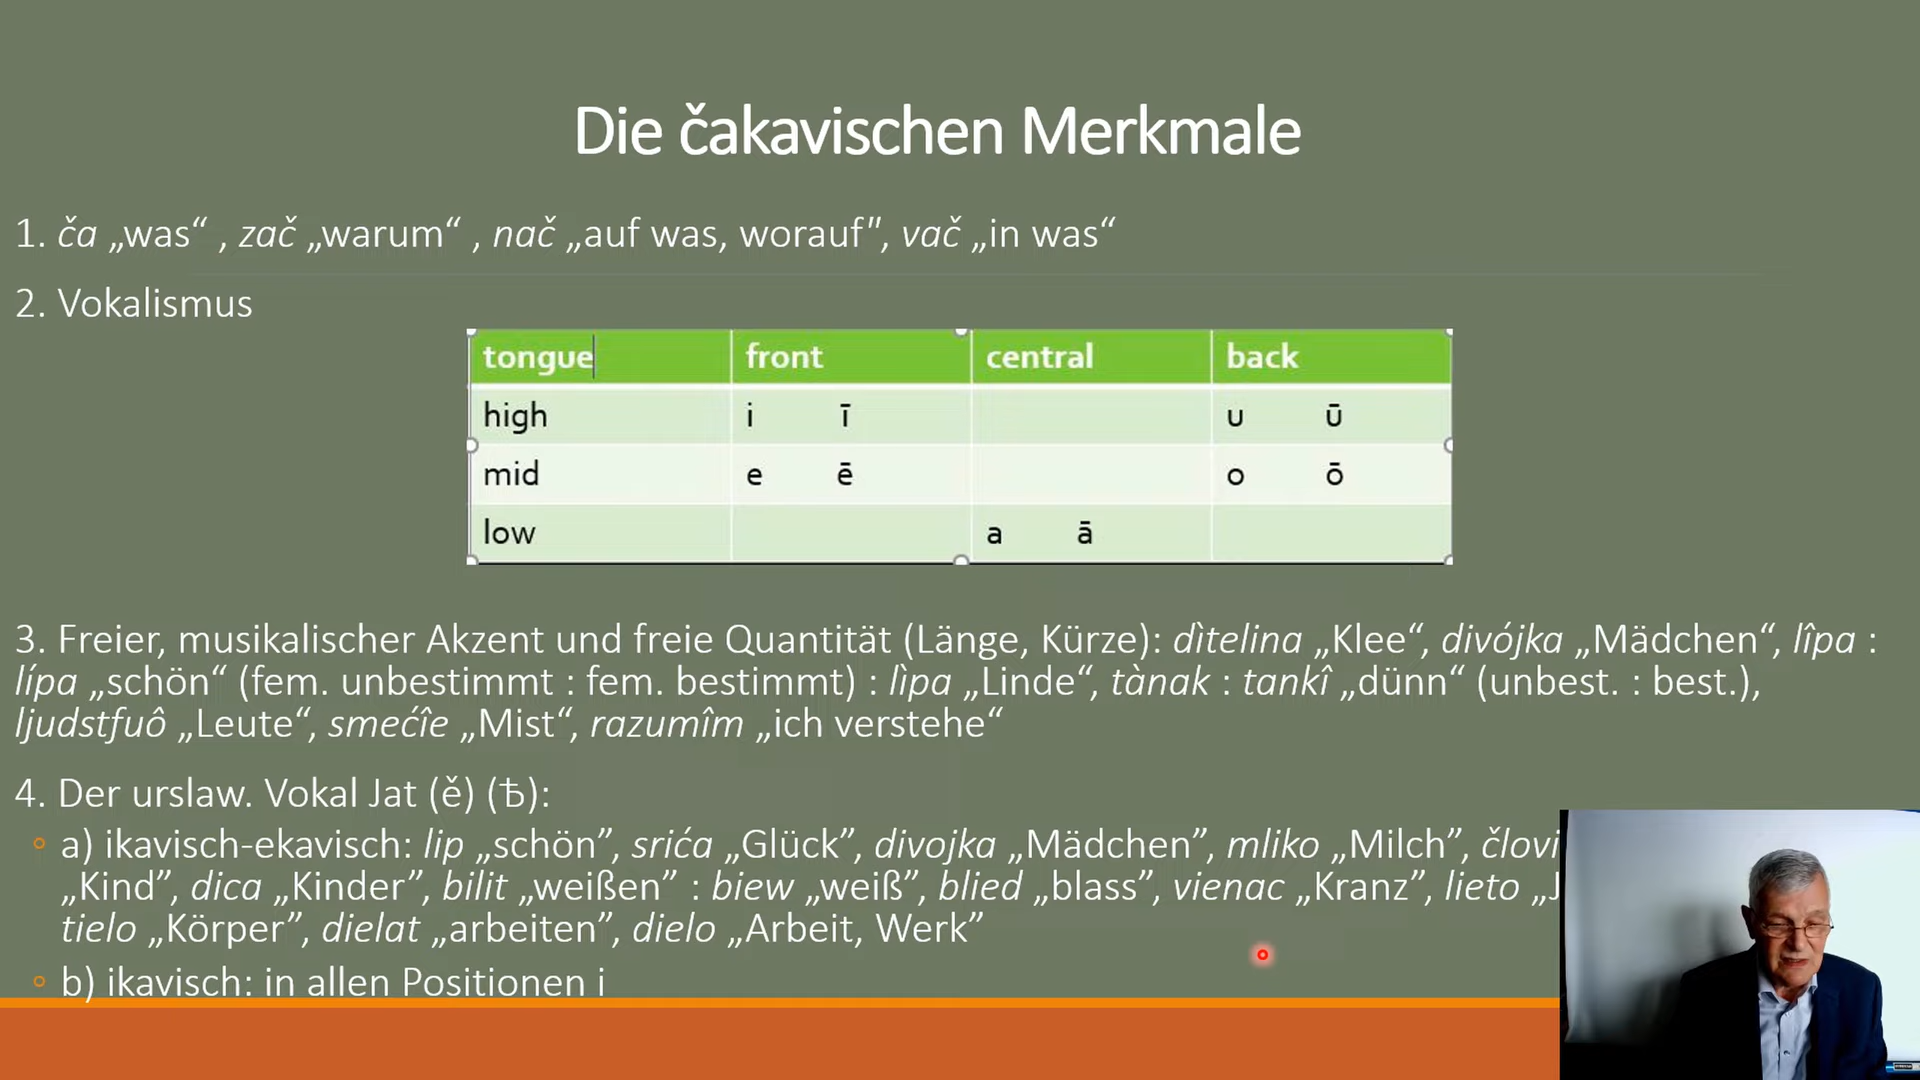 Die čakavischen Merkmale
1. ča „was“ , zač „warum“ , nač „auf was, worauf", vač „in was“
2. Vokalismus
tongue front central back
high i ī u ū
mid e ē o ō
low a ā
3. Freier, musikalischer Akzent und freie Quantität (Länge, Kürze): dìtelina „Klee“, divójka „Mädchen“, lîpa :
lípa „schön“ (fem. unbestimmt : fem. bestimmt) : lìpa „Linde“, tànak : tankî „dünn“ (unbest. : best.),
ljudstfuô „Leute“, smećîe „Mist“, razumîm „ich verstehe“
4. Der urslaw. Vokal Jat (ě) (ѣ):
◦ a) ikavisch-ekavisch: lip „schön”, srića „Glück”, divojka „Mädchen”, mliko „Milch”, človi
„Kind”, dica „Kinder”, bilit „weißen” : biew „weiß”, blied „blass”, vienac „Kranz”, lieto „J
tielo „Körper”, dielat „arbeiten”, dielo „Arbeit, Werk”
◦ b) ikavisch: in allen Positionen i